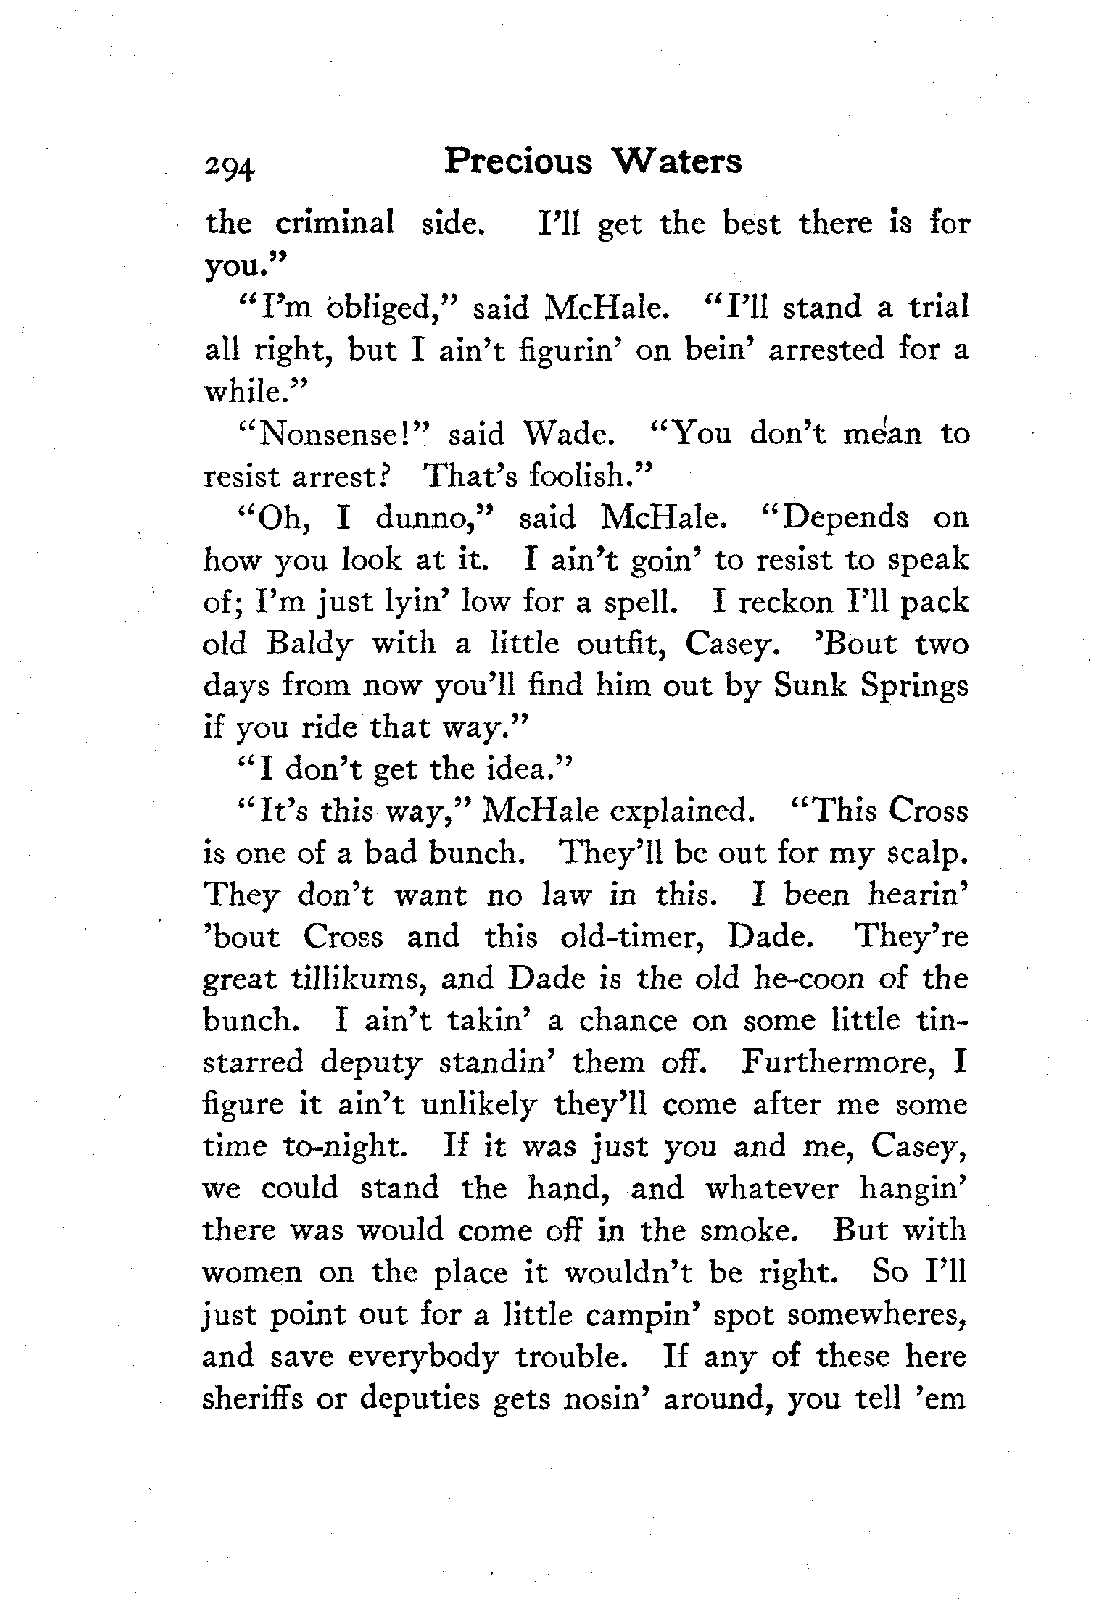 294 Precious Waters
the criminal side. I'll get the best there is for
you."
"I'm obliged," said McHale. "I'll stand a trial
all right, but I ain't figurin' on bein' arrested for a
while."
"Nonsense!" said Wade. "You don't mean to
resist arrest? That's foolish."
"Oh, I dunno," said McHale. "Depends on
how you look at it. I ain't goin' to resist to speak
of; I'm just lyin' low for a spell. I reckon I'll pack
old Baldy with a little outfit, Casey. 'Bout two
days from now you'll find him out by Sunk Springs
if you ride that way."
"I don't get the idea."
"It's this way," McHale explained. "This Cross
is one of a bad bunch. They'll be out for my scalp.
They don't want no law in this. I been hearin'
'bout Cross and this old-timer, Dade. They're
great tillikums, and Dade is the old he-coon of the
bunch. I ain't takin' a chance on some little tin-
starred deputy standin' them off. Furthermore, I
figure it ain't unlikely they'll come after me some
time to-night. If it was just you and me, Casey,
we could stand the hand, and whatever hangin'
there was would come off in the smoke. But with
women on the place it wouldn't be right. So I'll
just point out for a little campin' spot somewheres,
and save everybody trouble. If any of these here
sheriffs or deputies gets nosin' around, you tell 'em